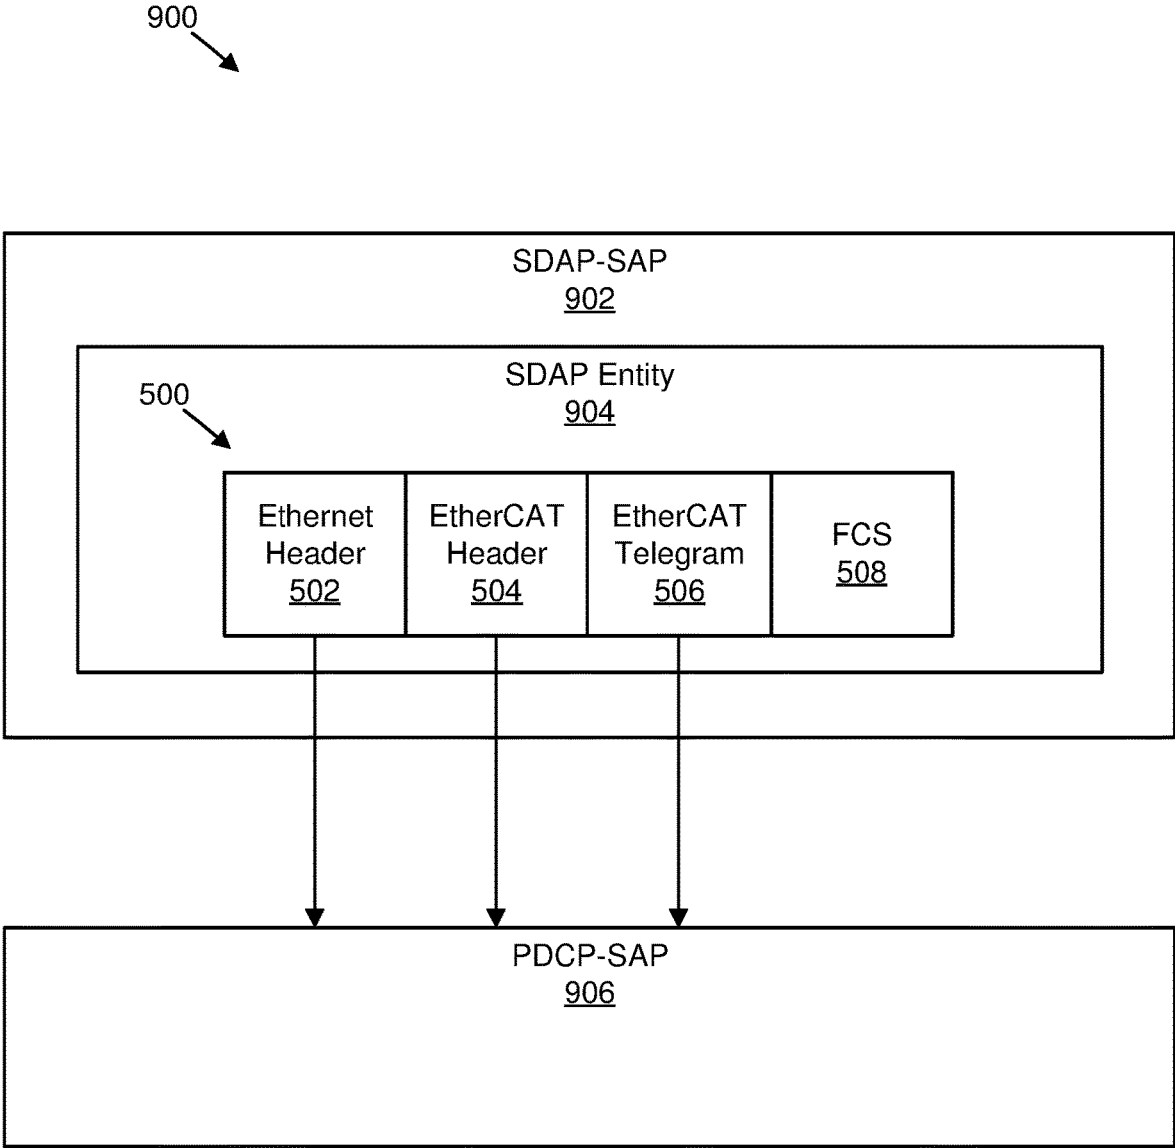 900
SDAP-SAP
902
SDAP Entity
904
500
Ethernet
Header
502
EtherCAT
Header
504
EtherCAT
Telegram
506
FCS
508
PDCP-SAP
906